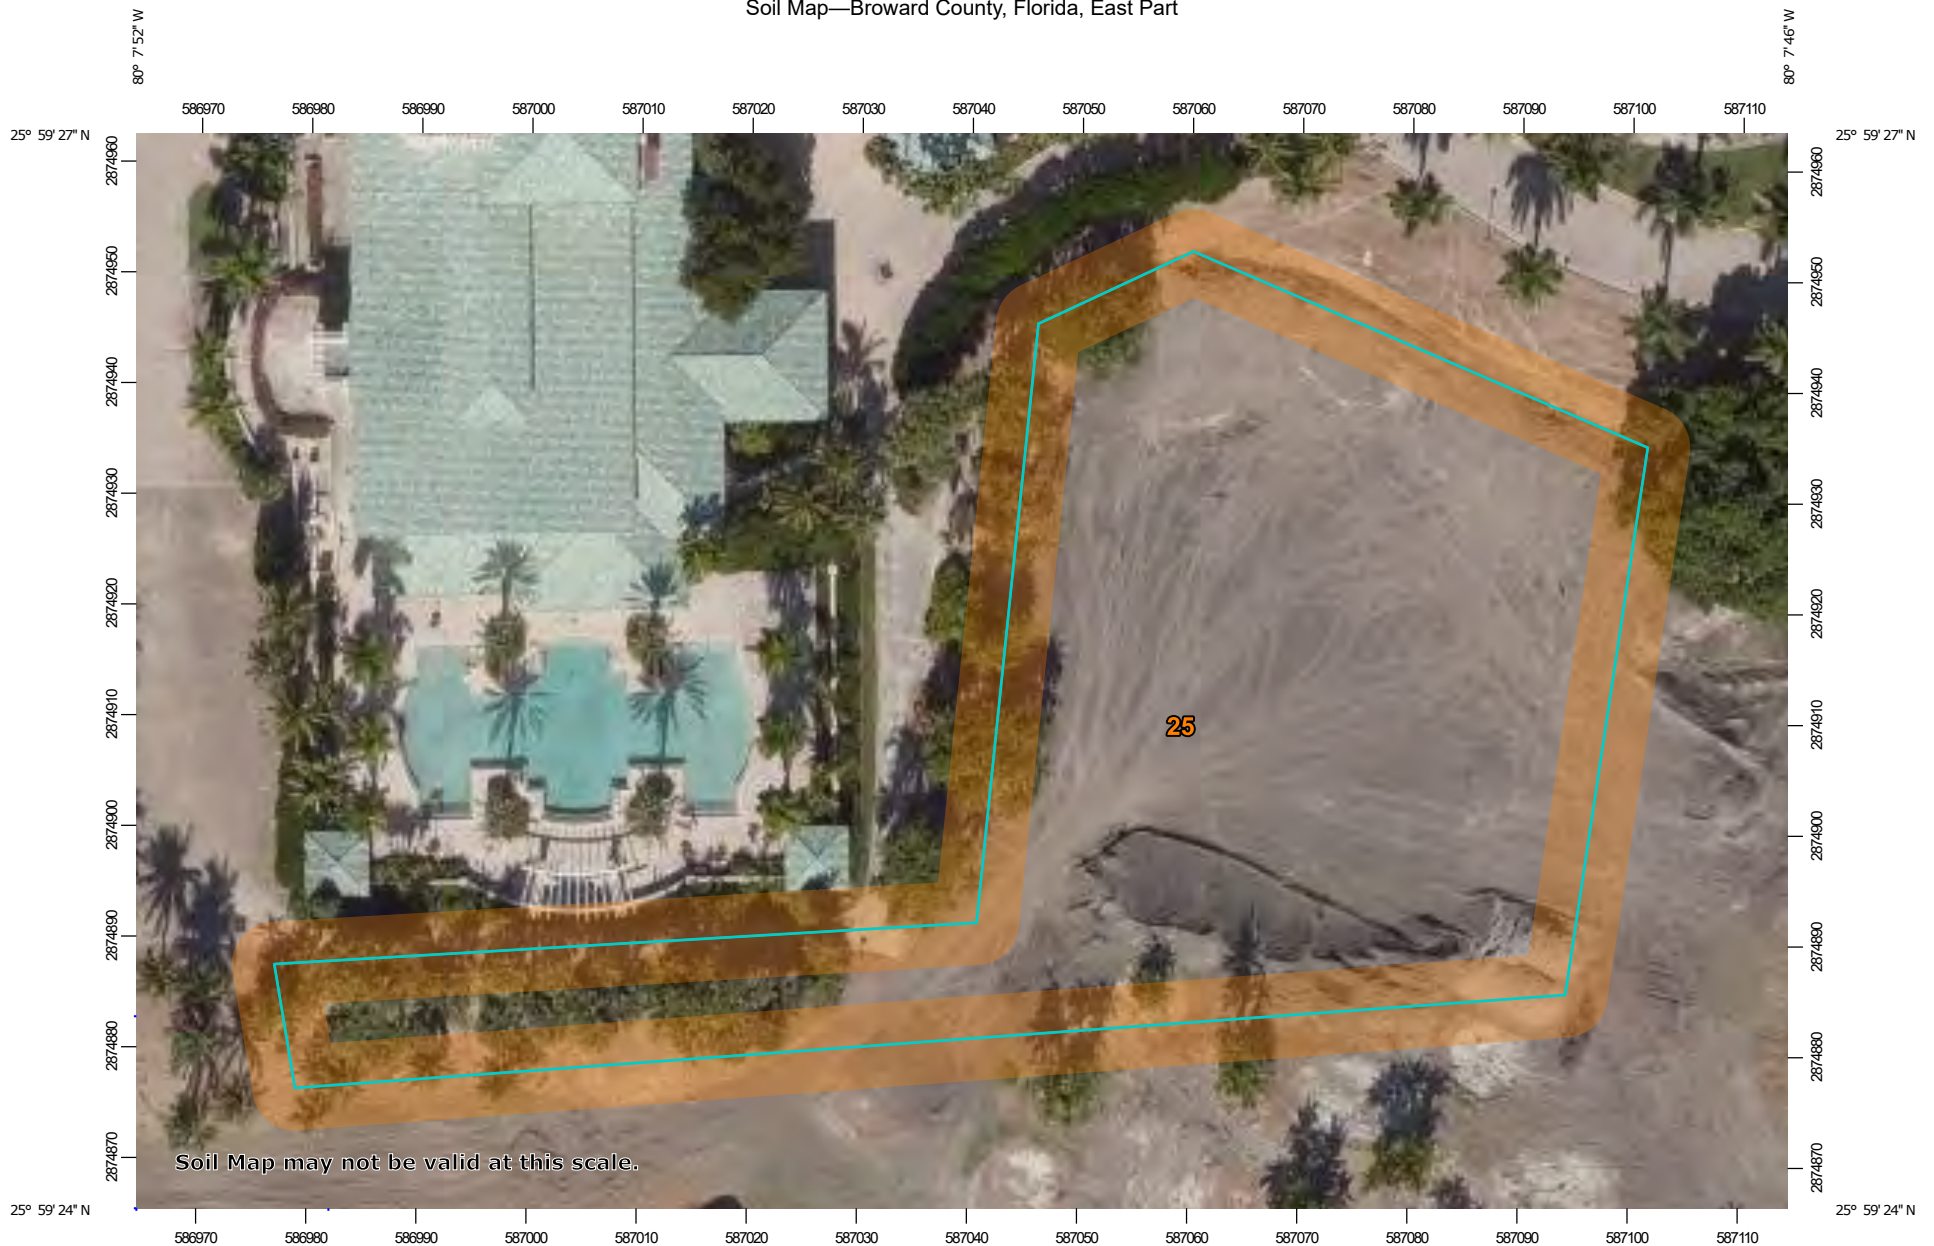 Soil Map—Broward County, Florida, East Part
80° 7' 52'' W
80° 7' 46'' W
586970 586980 586990 587000 587010 587020 587030 587040 587050 587060 587070 587080 587090 587100 587110
25° 59' 27'' N
25° 59' 27'' N
2874960
2874960
2874950
2874950
2874940
2874940
2874930
2874930
2874920
2874920
2874910
2874910
25
2874900
2874900
2874890
2874890
2874880
2874880
2874870
2874870
Soil Map may not be valid at this scale.
25° 59' 24'' N
25° 59' 24'' N
586970 586980 586990 587000 587010 587020 587030 587040 587050 587060 587070 587080 587090 587100 587110